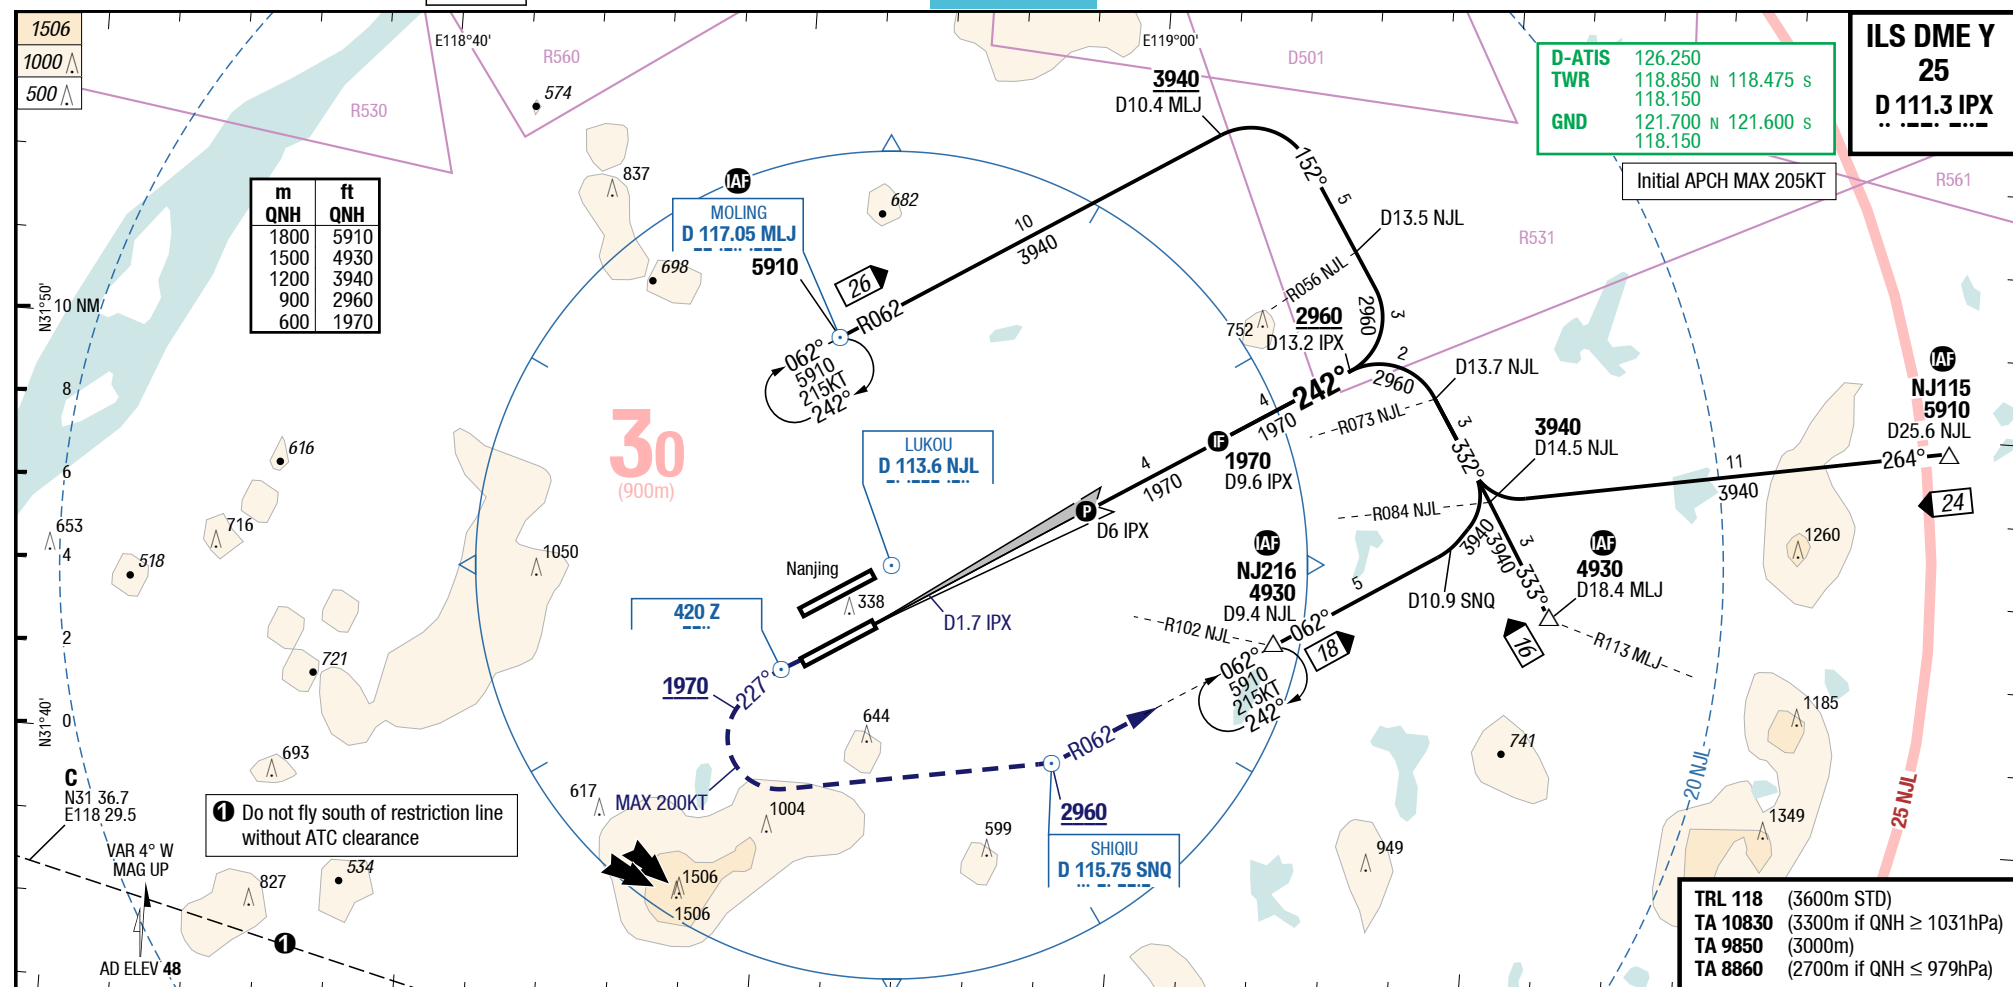 1506
1000
500
E118°40'
R560
574
R530
E119°00'
D501
3940
D10.4 MLJ
D-ATIS 126.250
TWR 118.850 N 118.475 S
118.150
GND 121.700 N 121.600 S
118.150
ILS DME Y
25
D 111.3 IPX
Initial APCH MAX 205KT
R561
R531
m ft
QNH QNH
1800 5910
1500 4930
1200 3940
900 2960
600 1970
837
IAF
MOLING
D 117.05 MLJ
5910
682
698
26
R062
10
3940
152°
5
D13.5 NJL
R056 NJL
2960
3
752
2960
D13.2 IPX
2
2960
D13.7 NJL
062°
5910
215KT
242°
N31°50'
10 NM
8
6
4
2
0
N31°40'
30
(900m)
LUKOU
D 113.6 NJL
242°
4
1970
R073 NJL
3
332°
IF
1970
D9.6 IPX
4
1970
P
D6 IPX
3940
D14.5 NJL
R084 NJL
IAF
NJ115
5910
D25.6 NJL
264°
11
3940
24
616
716
653
518
1050
721
693
Nanjing
338
D1.7 IPX
420 Z
1260
IAF
NJ216
4930
D9.4 NJL
R102 NJL
062°
5
3940
3940
3
333°
D10.9 SNQ
IAF
4930
D18.4 MLJ
R113 MLJ
16
18
062°
5910
215KT
242°
1970
227°
MAX 200KT
644
617
1004
1506
1506
R062
2960
SHIQIU
D 115.75 SNQ
599
741
949
1185
1349
20 NJL
25 NJL
C
N31 36.7
E118 29.5
VAR 4° W
MAG UP
AD ELEV 48
1 Do not fly south of restriction line
without ATC clearance
534
827
1
TRL 118 (3600m STD)
TA 10830 (3300m if QNH ≥ 1031hPa)
TA 9850 (3000m)
TA 8860 (2700m if QNH ≤ 979hPa)